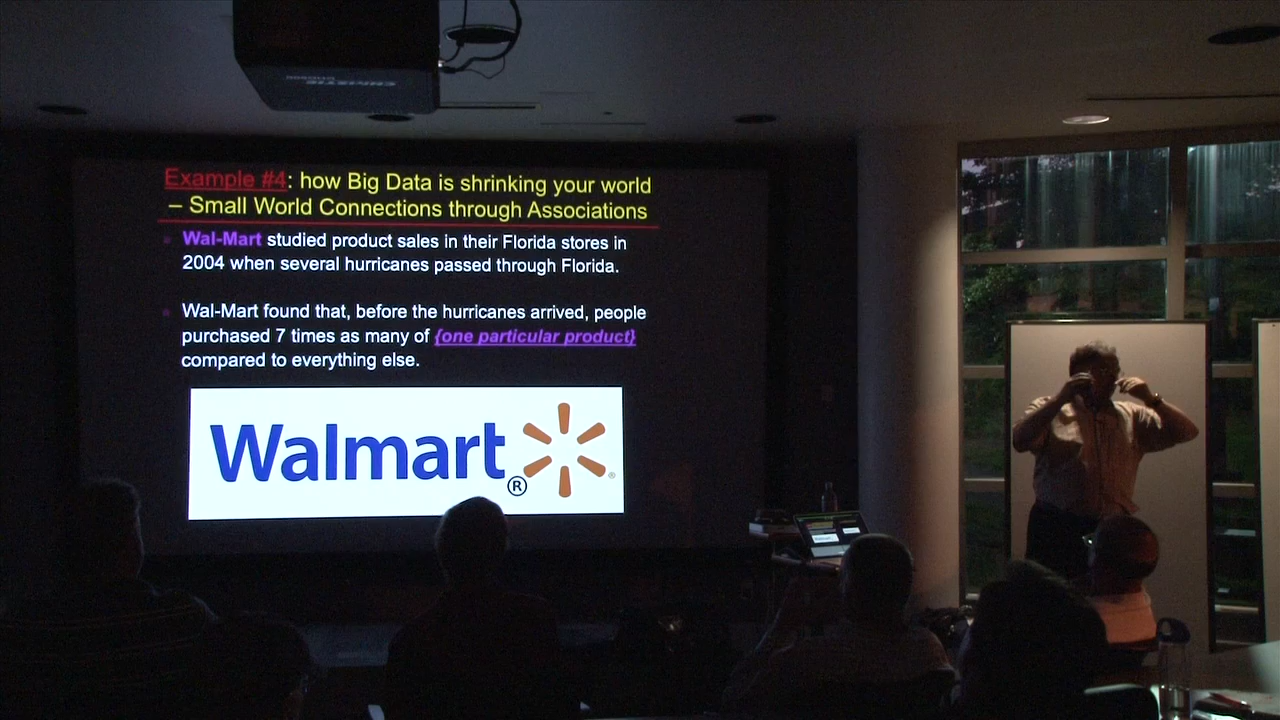 CHRISTIE
Example #4: how Big Data is shrinking your world
– Small World Connections through Associations
Wal-Mart studied product sales in their Florida stores in
2004 when several hurricanes passed through Florida.
Wal-Mart found that, before the hurricanes arrived, people
purchased 7 times as many of {one particular product}
compared to everything else.
Walmart
®
®